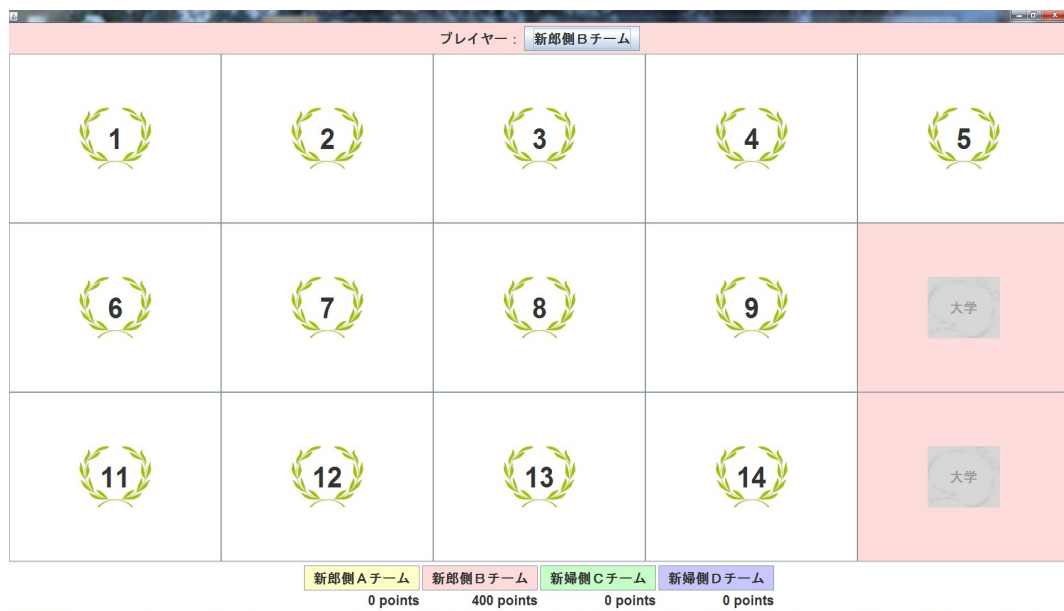 プレイヤー： 新郎側Bチーム
1 2 3 4 5
6 7 8 9 大学
11 12 13 14 大学
新郎側Aチーム 新郎側Bチーム 新婦側Cチーム 新婦側Dチーム
0 points 400 points 0 points 0 points